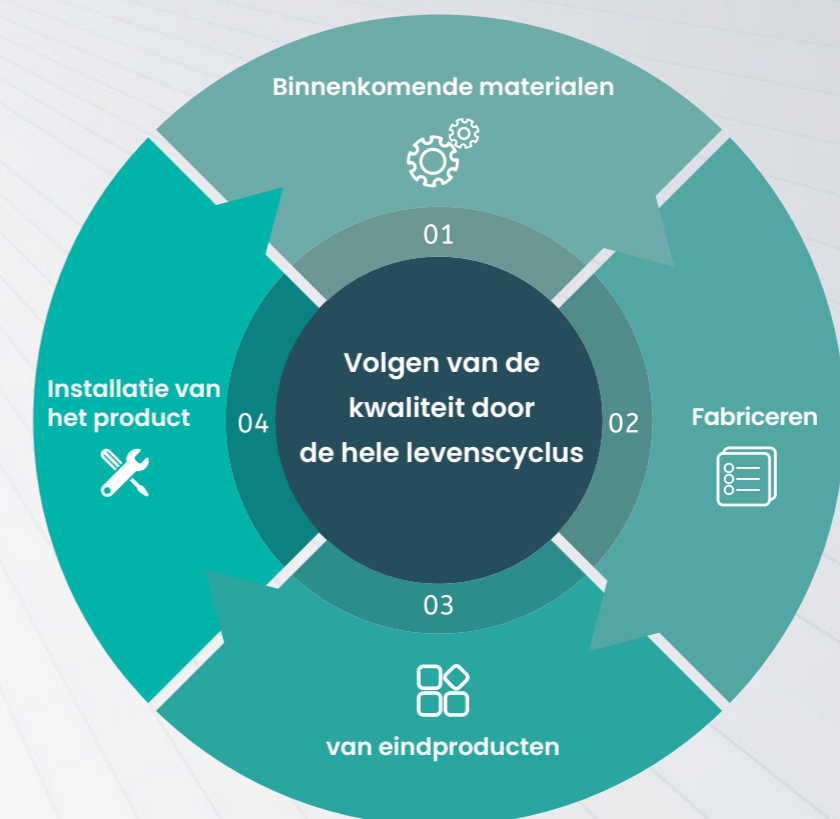 Binnenkomende materialen
01
Volgen van de
kwaliteit door
de hele levenscyclus
Installatie van
het product
04
02
Fabriceren
03
van eindproducten